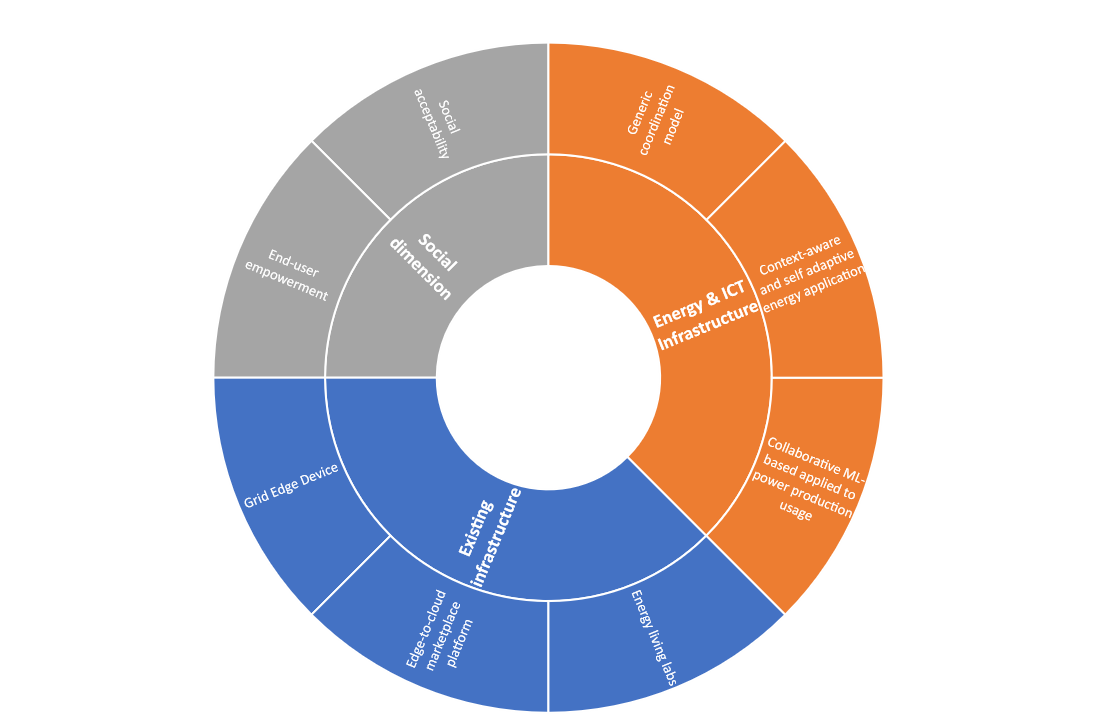 Social
acceptability
Generic
coordination
model
End-user
empowerment
Social
dimension
Energy & ICT
Infrastructure
Context-aware
and self adaptive
energy application
Grid Edge Device
Existing
infrastructure
Collaborative ML-
based applied to
power production
usage
Edge-to-cloud
marketplace
platform
Energy living labs